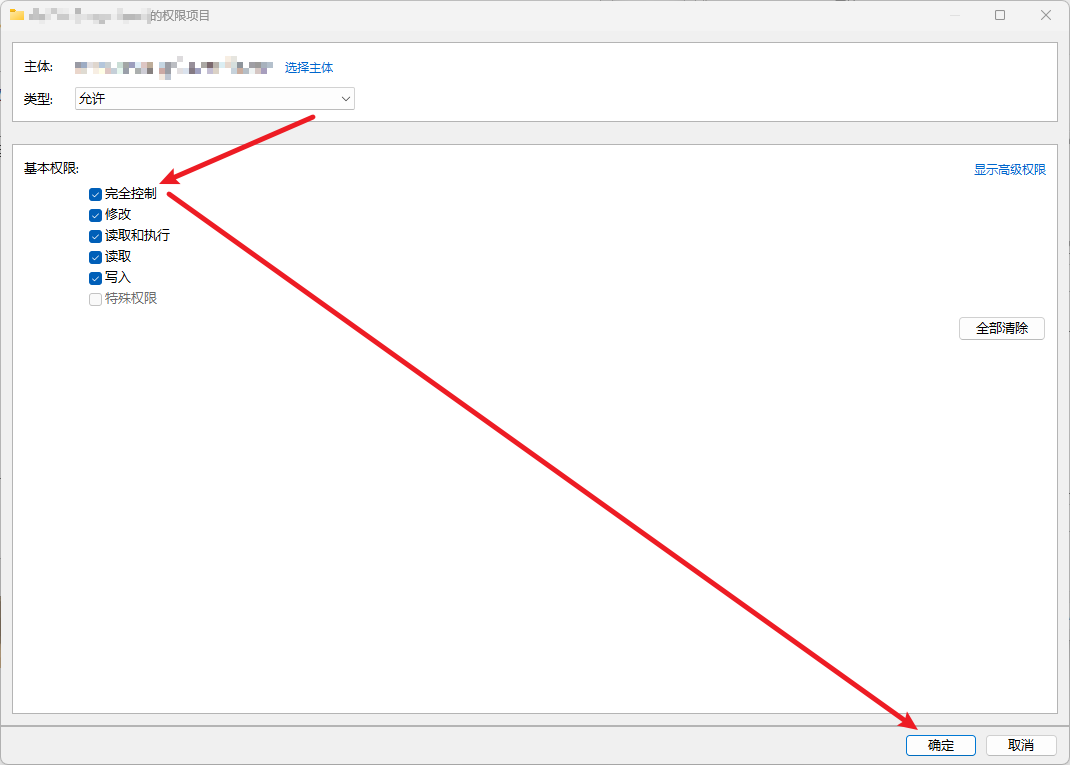 的权限项目
主体: 选择主体
类型: 允许
基本权限: 显示高级权限
完全控制
修改
读取和执行
读取
写入
特殊权限
全部清除
确定 取消